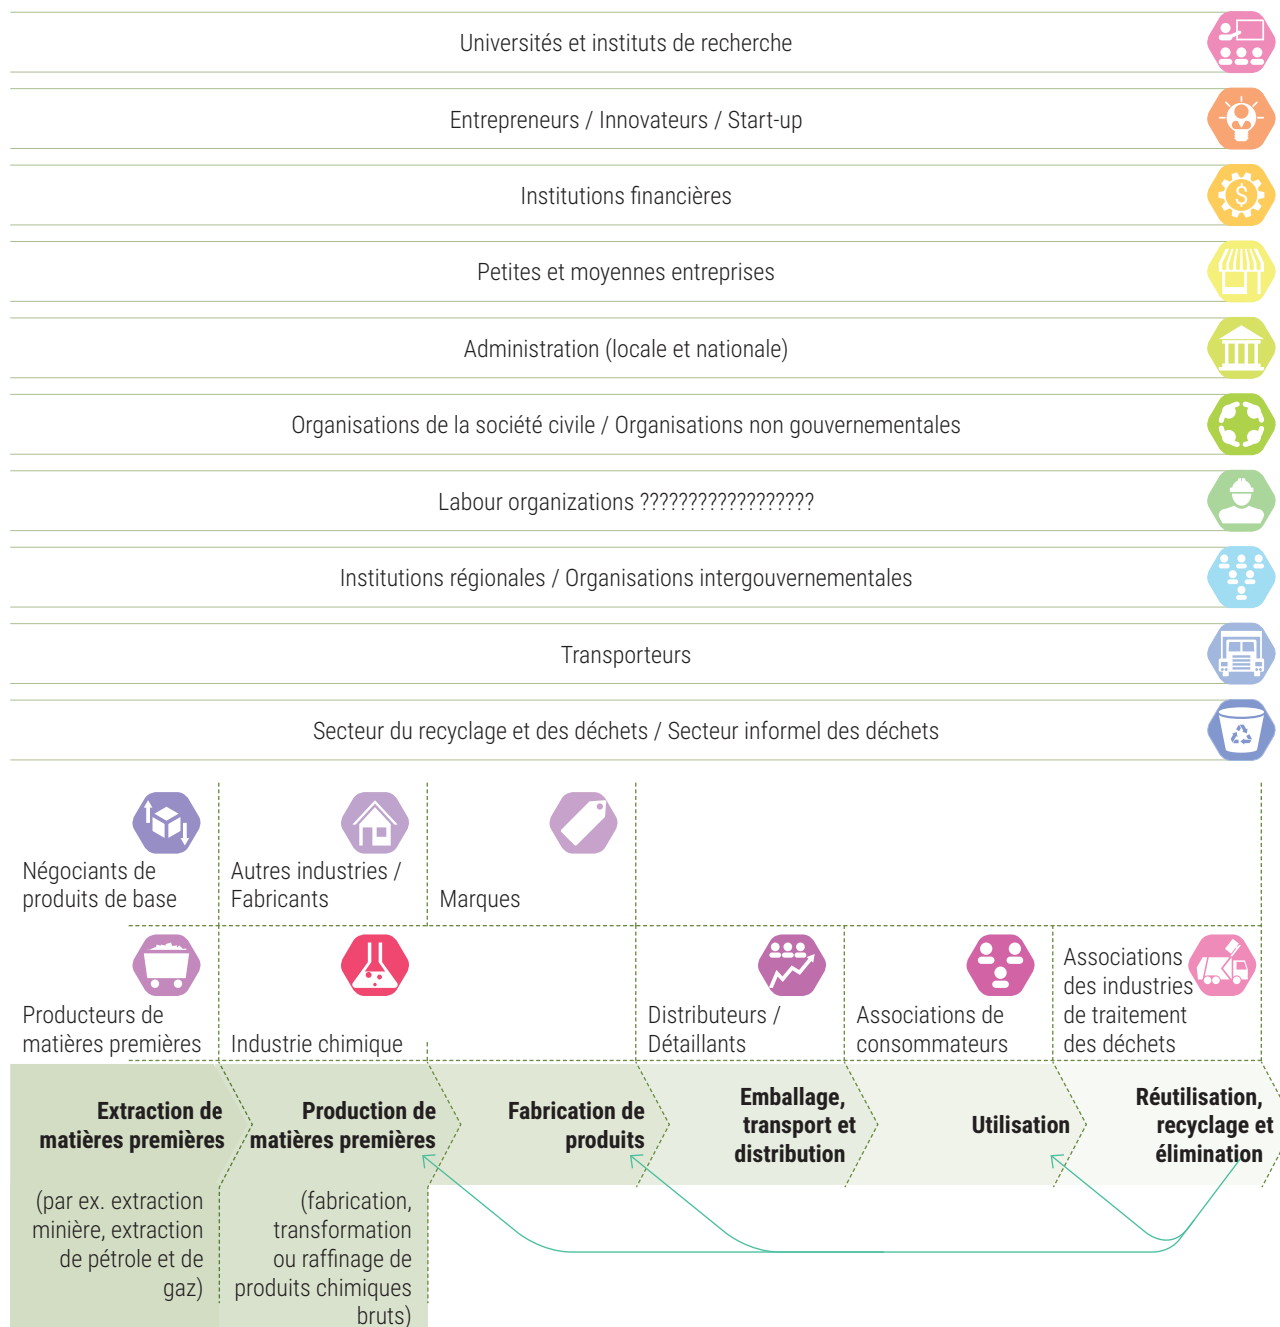 Universités et instituts de recherche
Entrepreneurs / Innovateurs / Start-up
Institutions financières
$
Petites et moyennes entreprises
Administration (locale et nationale)
Organisations de la société civile / Organisations non gouvernementales
Labour organizations ??????????????????
Institutions régionales / Organisations intergouvernementales
Transporteurs
Secteur du recyclage et des déchets / Secteur informel des déchets
Négociants de
produits de base
Autres industries /
Fabricants
Marques
Producteurs de
matières premières
Industrie chimique
Distributeurs /
Détaillants
Associations de
consommateurs
Associations
des industries
de traitement
des déchets
Extraction de
matières premières
Production de
matières premières
Fabrication de
produits
Emballage,
transport et
distribution
Utilisation
Réutilisation,
recyclage et
élimination
(par ex. extraction
minière, extraction
de pétrole et de
gaz)
(fabrication,
transformation
ou raffinage de
produits chimiques
bruts)